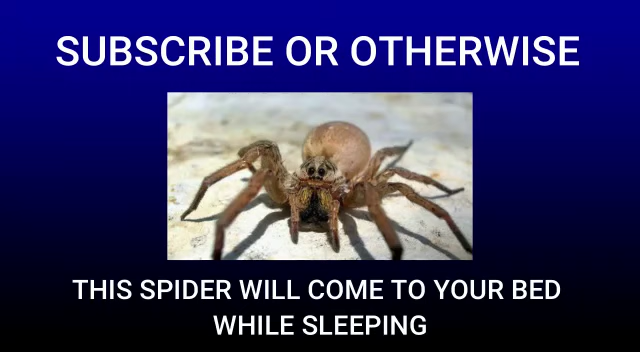 SUBSCRIBE OR OTHERWISE
THIS SPIDER WILL COME TO YOUR BED
WHILE SLEEPING